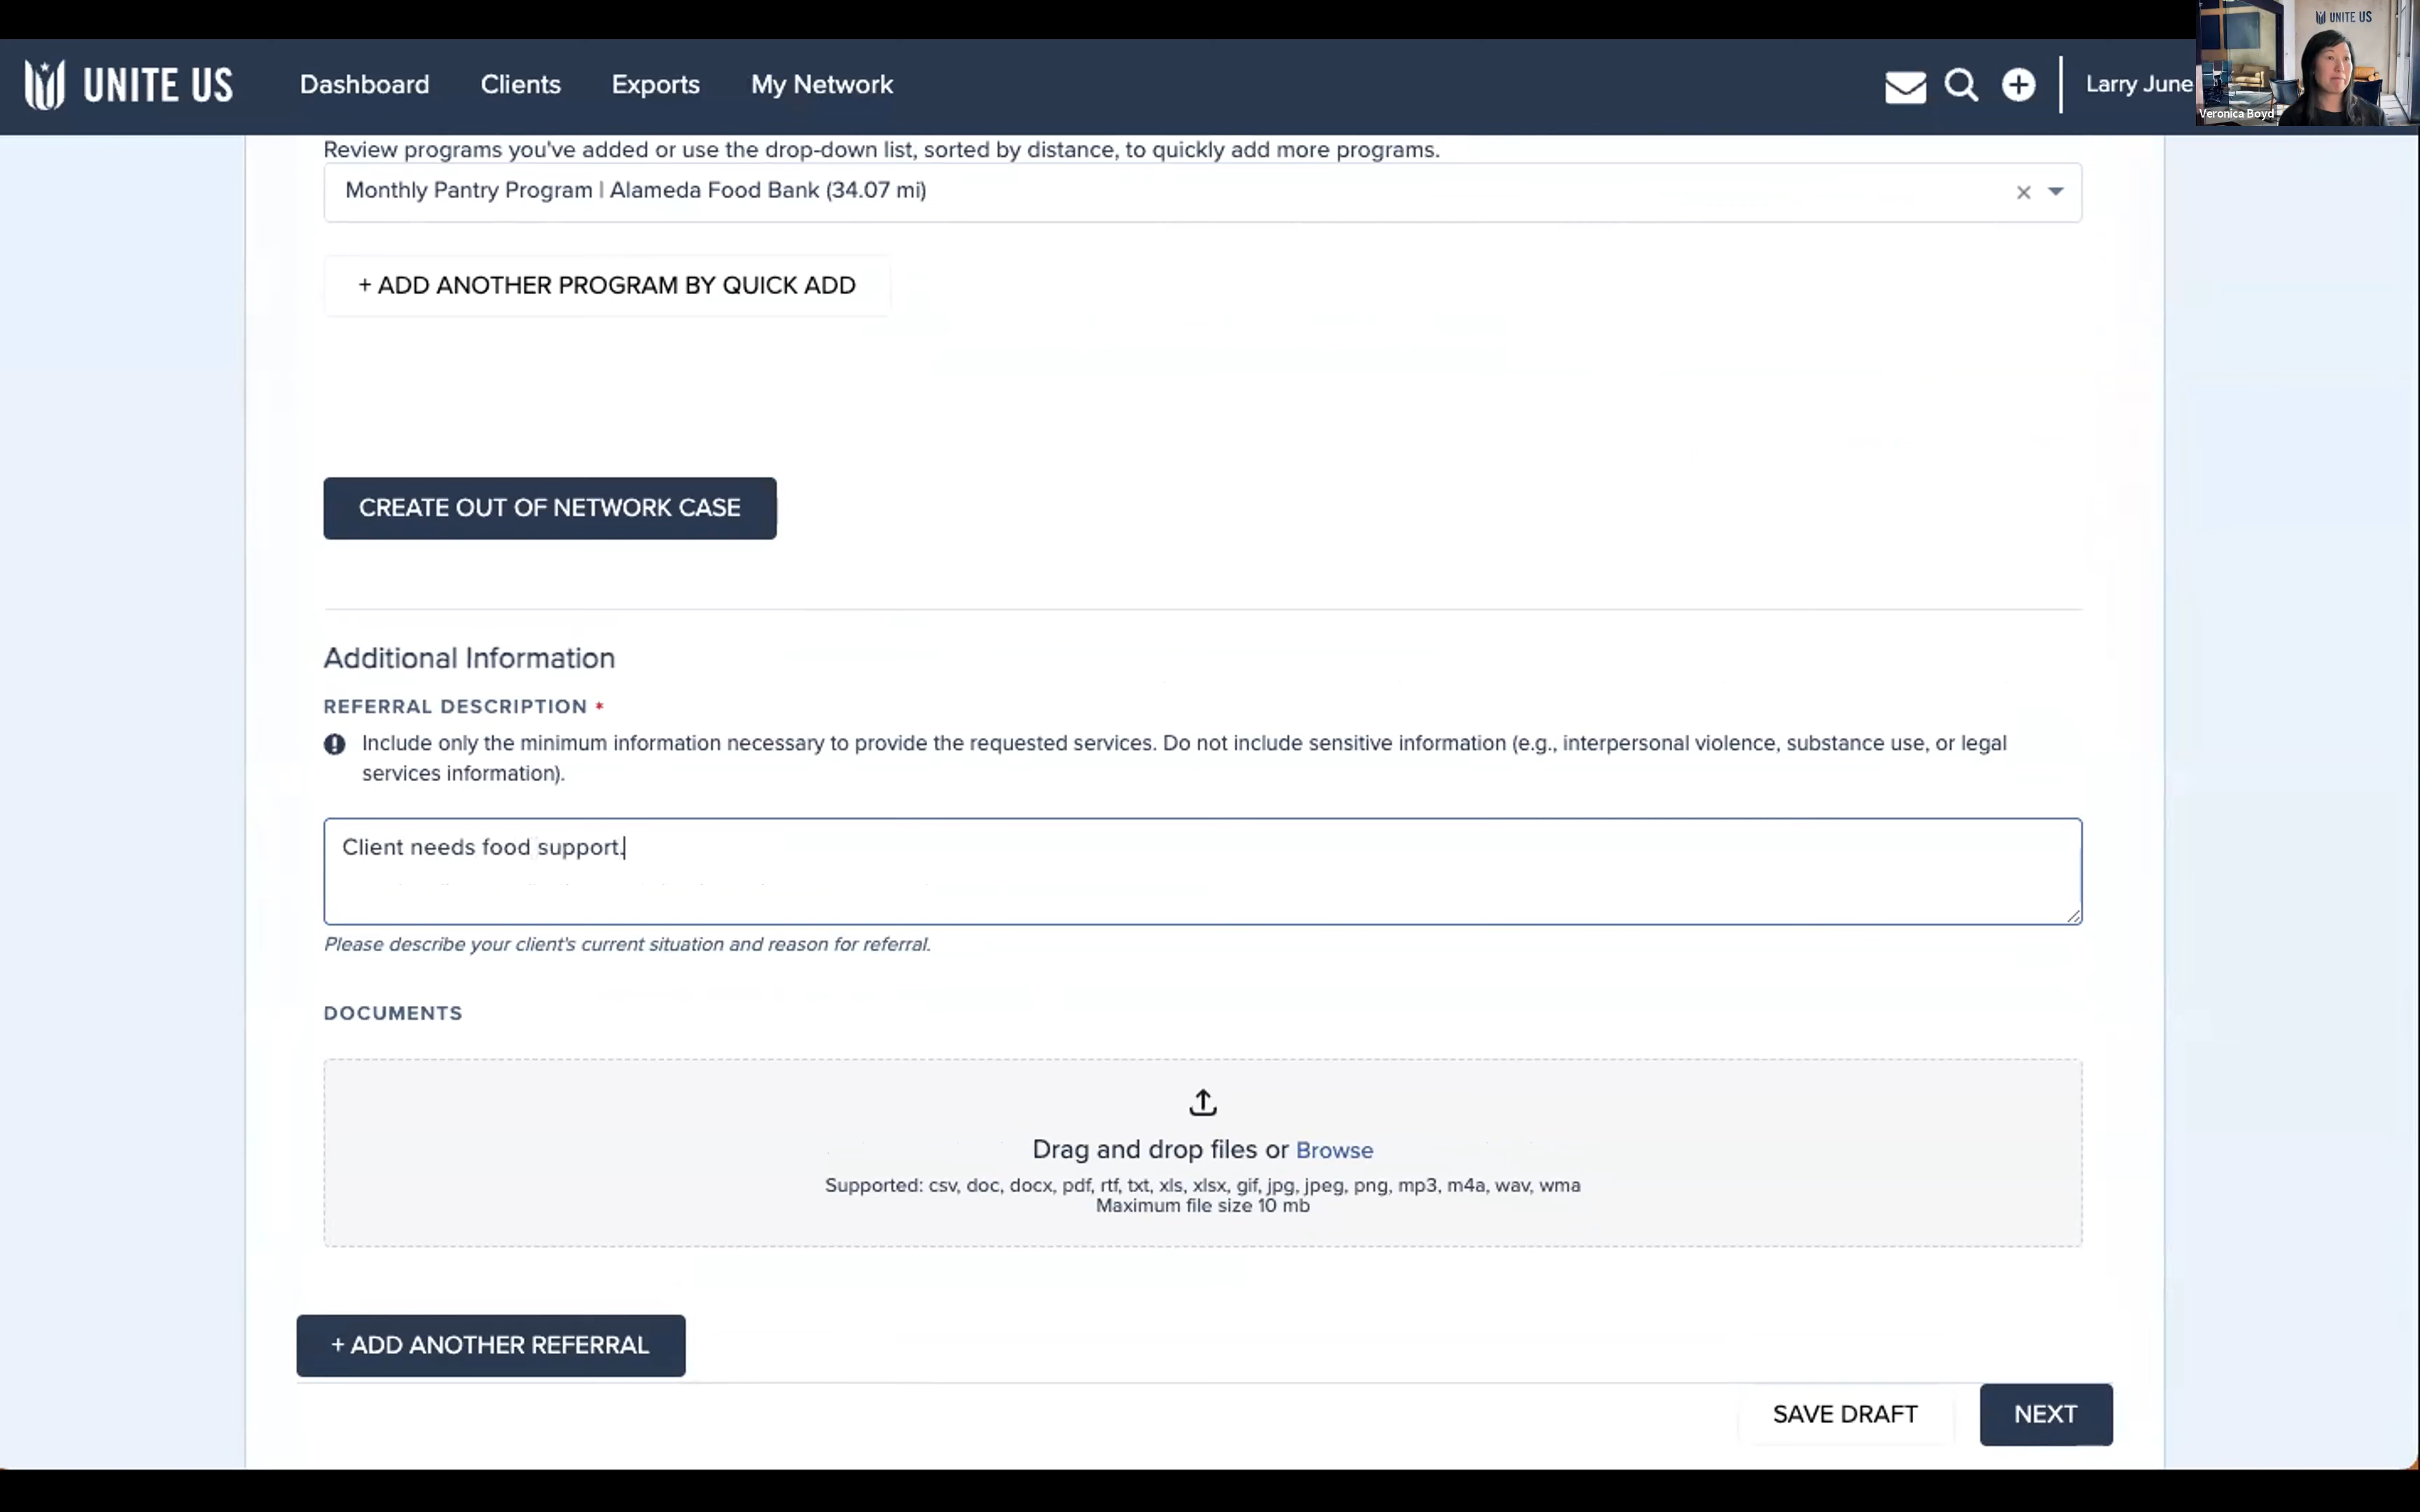 UNITE US
Dashboard
Clients
Exports
My Network
Larry June
UNITE US
Veronica Boyd
Review programs you've added or use the drop-down list, sorted by distance, to quickly add more programs.
Monthly Pantry Program | Alameda Food Bank (34.07 mi)
+ ADD ANOTHER PROGRAM BY QUICK ADD
CREATE OUT OF NETWORK CASE
Additional Information
REFERRAL DESCRIPTION *
Include only the minimum information necessary to provide the requested services. Do not include sensitive information (e.g., interpersonal violence, substance use, or legal
services information).
Client needs food support.
Please describe your client's current situation and reason for referral.
DOCUMENTS
Drag and drop files or Browse
Supported: csv, doc, docx, pdf, rtf, txt, xls, xlsx, gif, jpg, jpeg, png, mp3, m4a, wav, wma
Maximum file size 10 mb
+ ADD ANOTHER REFERRAL
SAVE DRAFT
NEXT